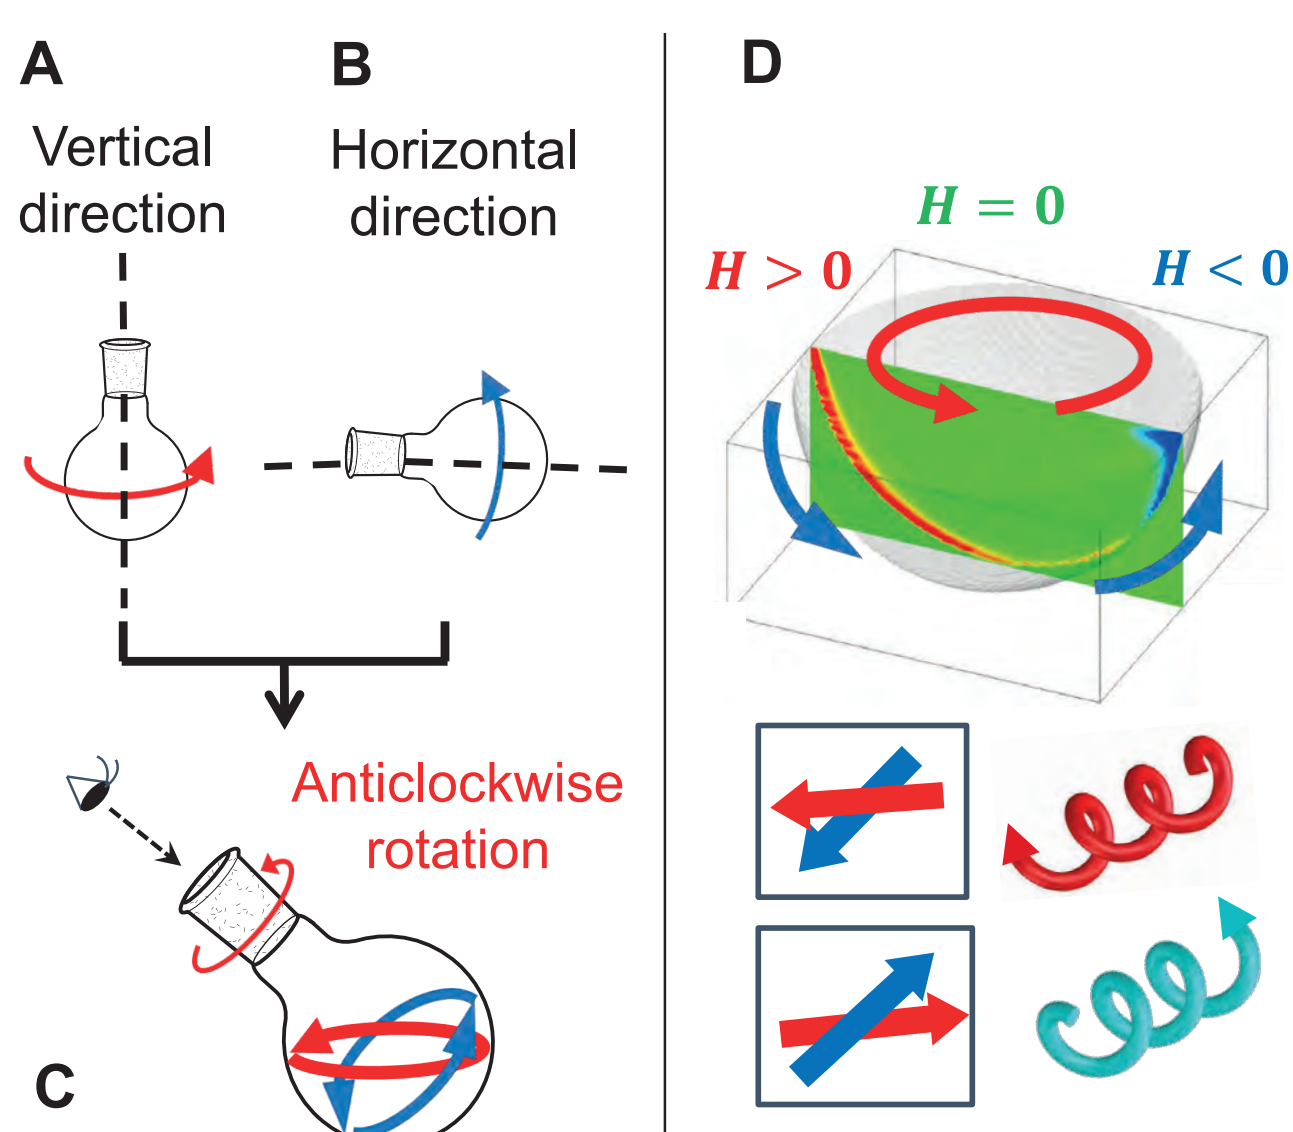 A
Vertical
direction
B
Horizontal
direction
Anticlockwise
rotation
C
D
H = 0
H > 0
H < 0